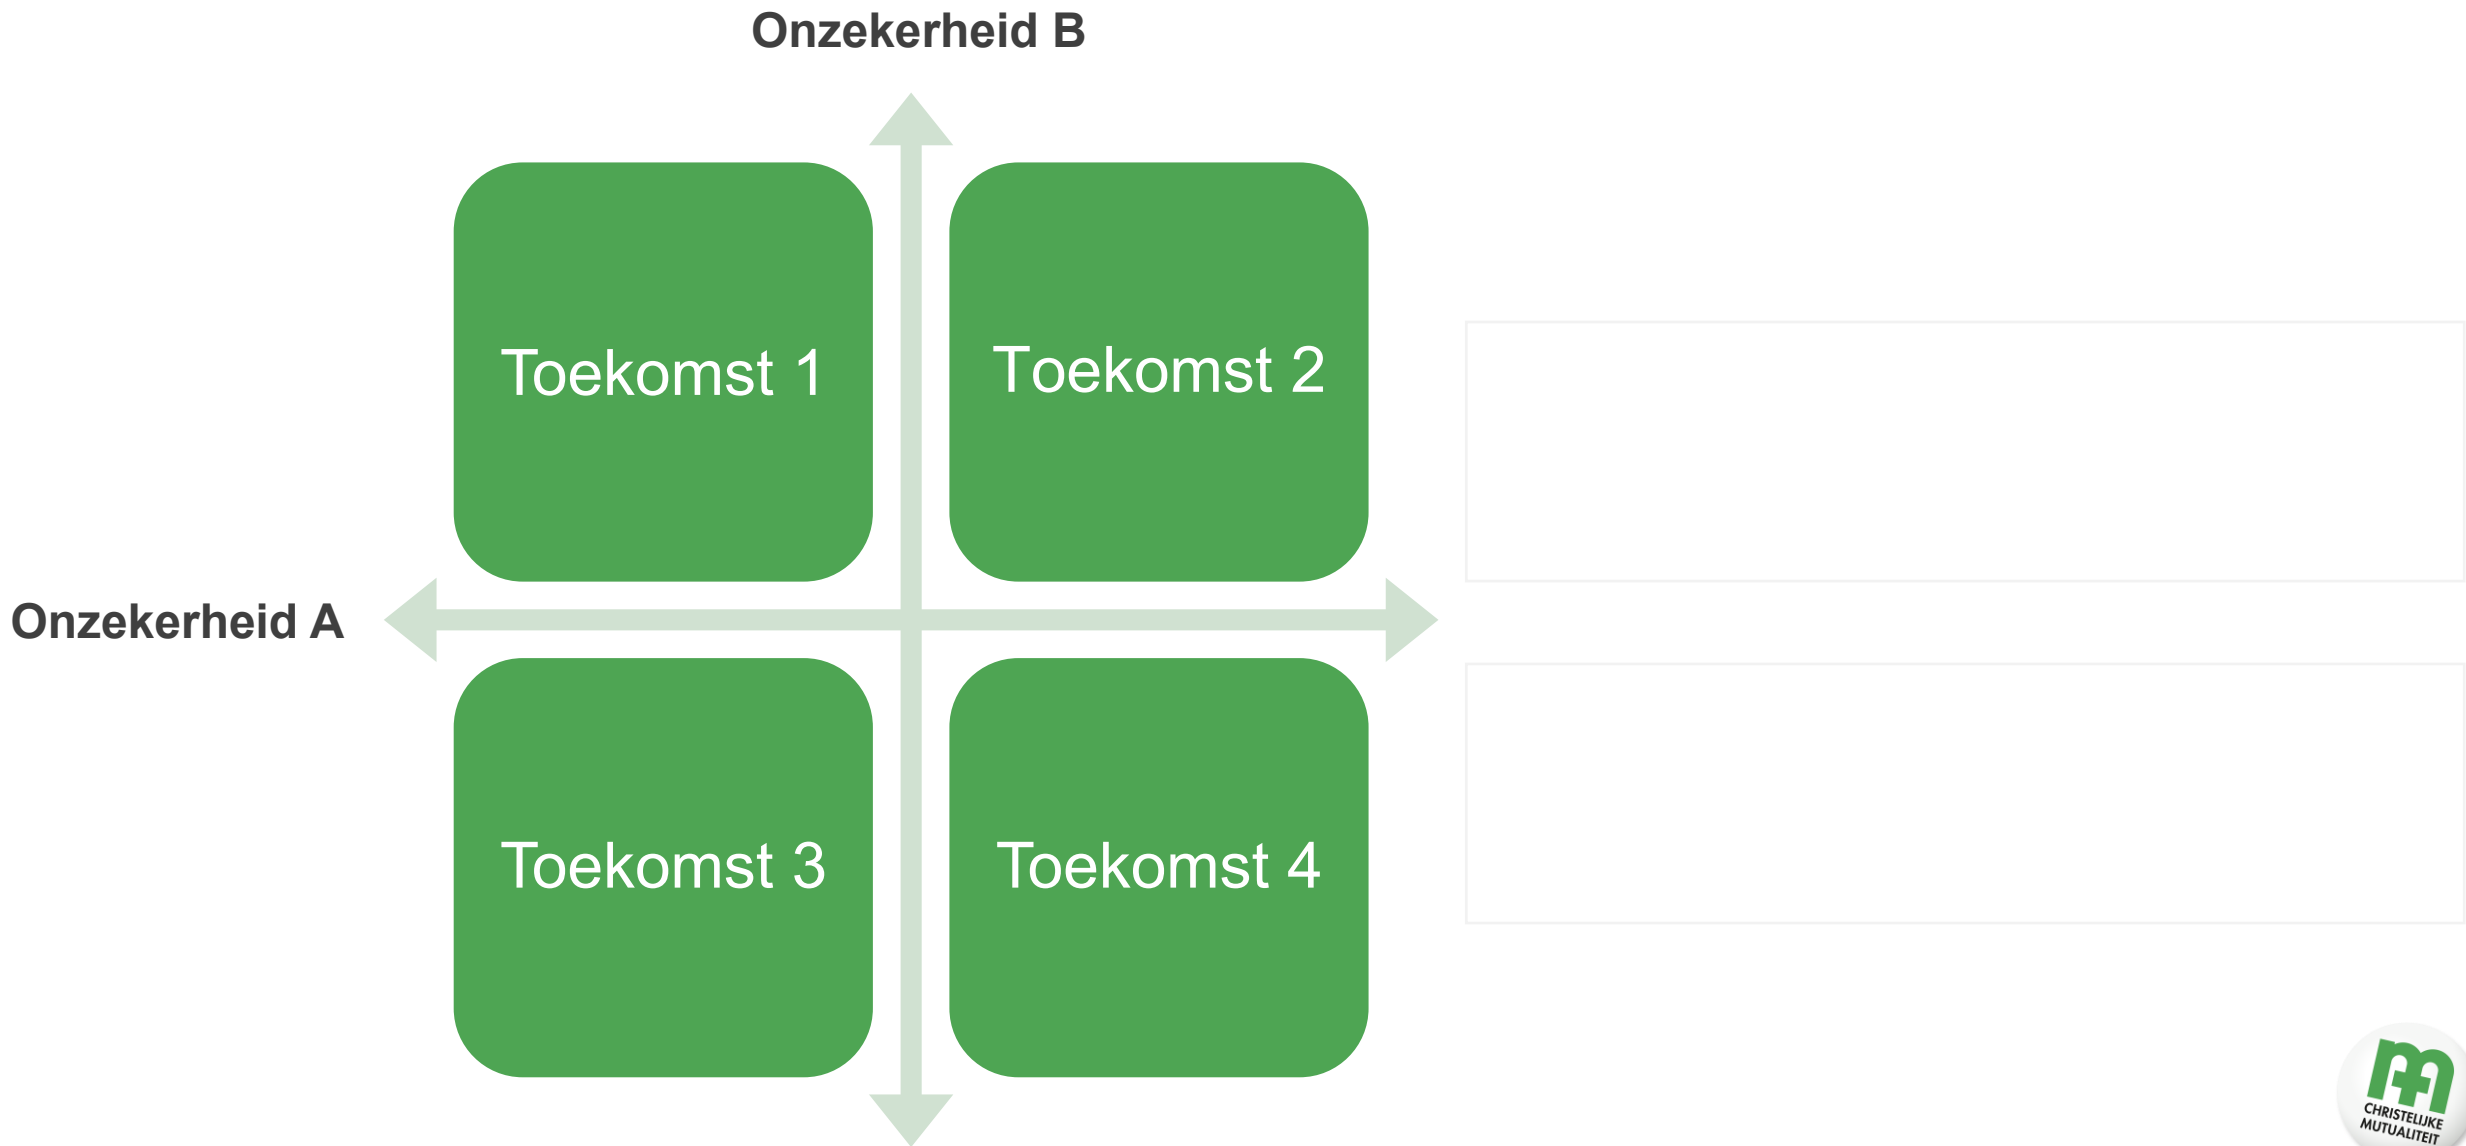 Onzekerheid B
Toekomst 1
Toekomst 2
Onzekerheid A
Toekomst 3
Toekomst 4
CHRISTELIJKE
MUTUALITEIT